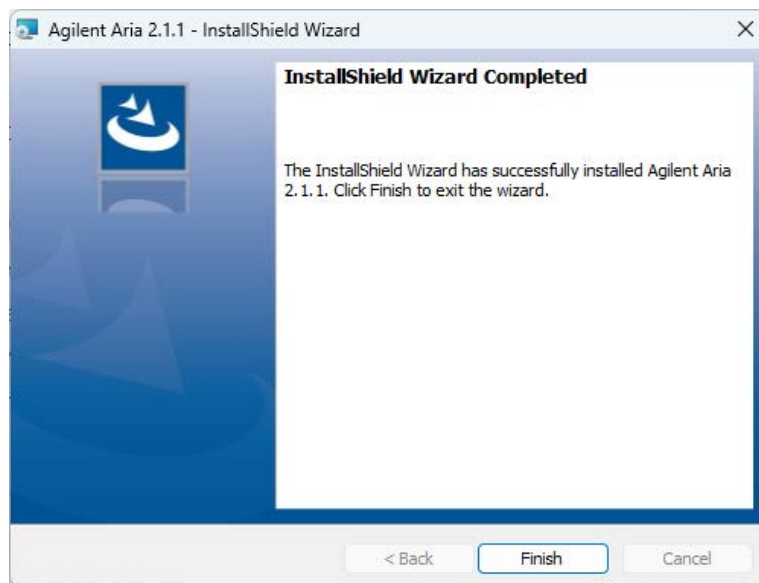 Agilent Aria 2.1.1 - InstallShield Wizard
InstallShield Wizard Completed
The InstallShield Wizard has successfully installed Agilent Aria
2.1.1. Click Finish to exit the wizard.
< Back
Finish
Cancel